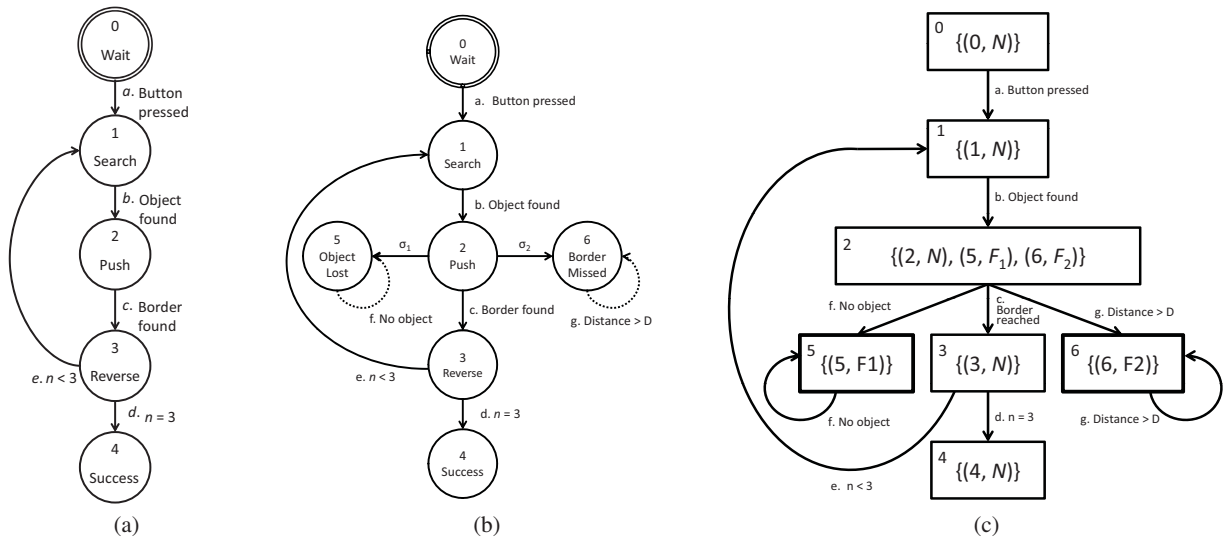 0
Wait
a. Button
pressed
1
Search
b. Object
found
2
Push
c. Border
found
3
Reverse
e. n < 3
d. n = 3
4
Success
(a)
0
Wait
a. Button pressed
1
Search
b. Object found
5
Object
Lost
σ1
2
Push
σ2
6
Border
Missed
f. No object
c. Border found
g. Distance > D
3
Reverse
e. n < 3
d. n = 3
4
Success
(b)
0
{(0, N)}
a. Button pressed
1
{(1, N)}
b. Object found
2
{(2, N), (5, F1), (6, F2)}
f. No object
c.
Border
reached
g. Distance > D
5
{(5, F1)}
3
{(3, N)}
6
{(6, F2)}
f. No object
d. n = 3
g. Distance > D
4
{(4, N)}
e. n < 3
(c)